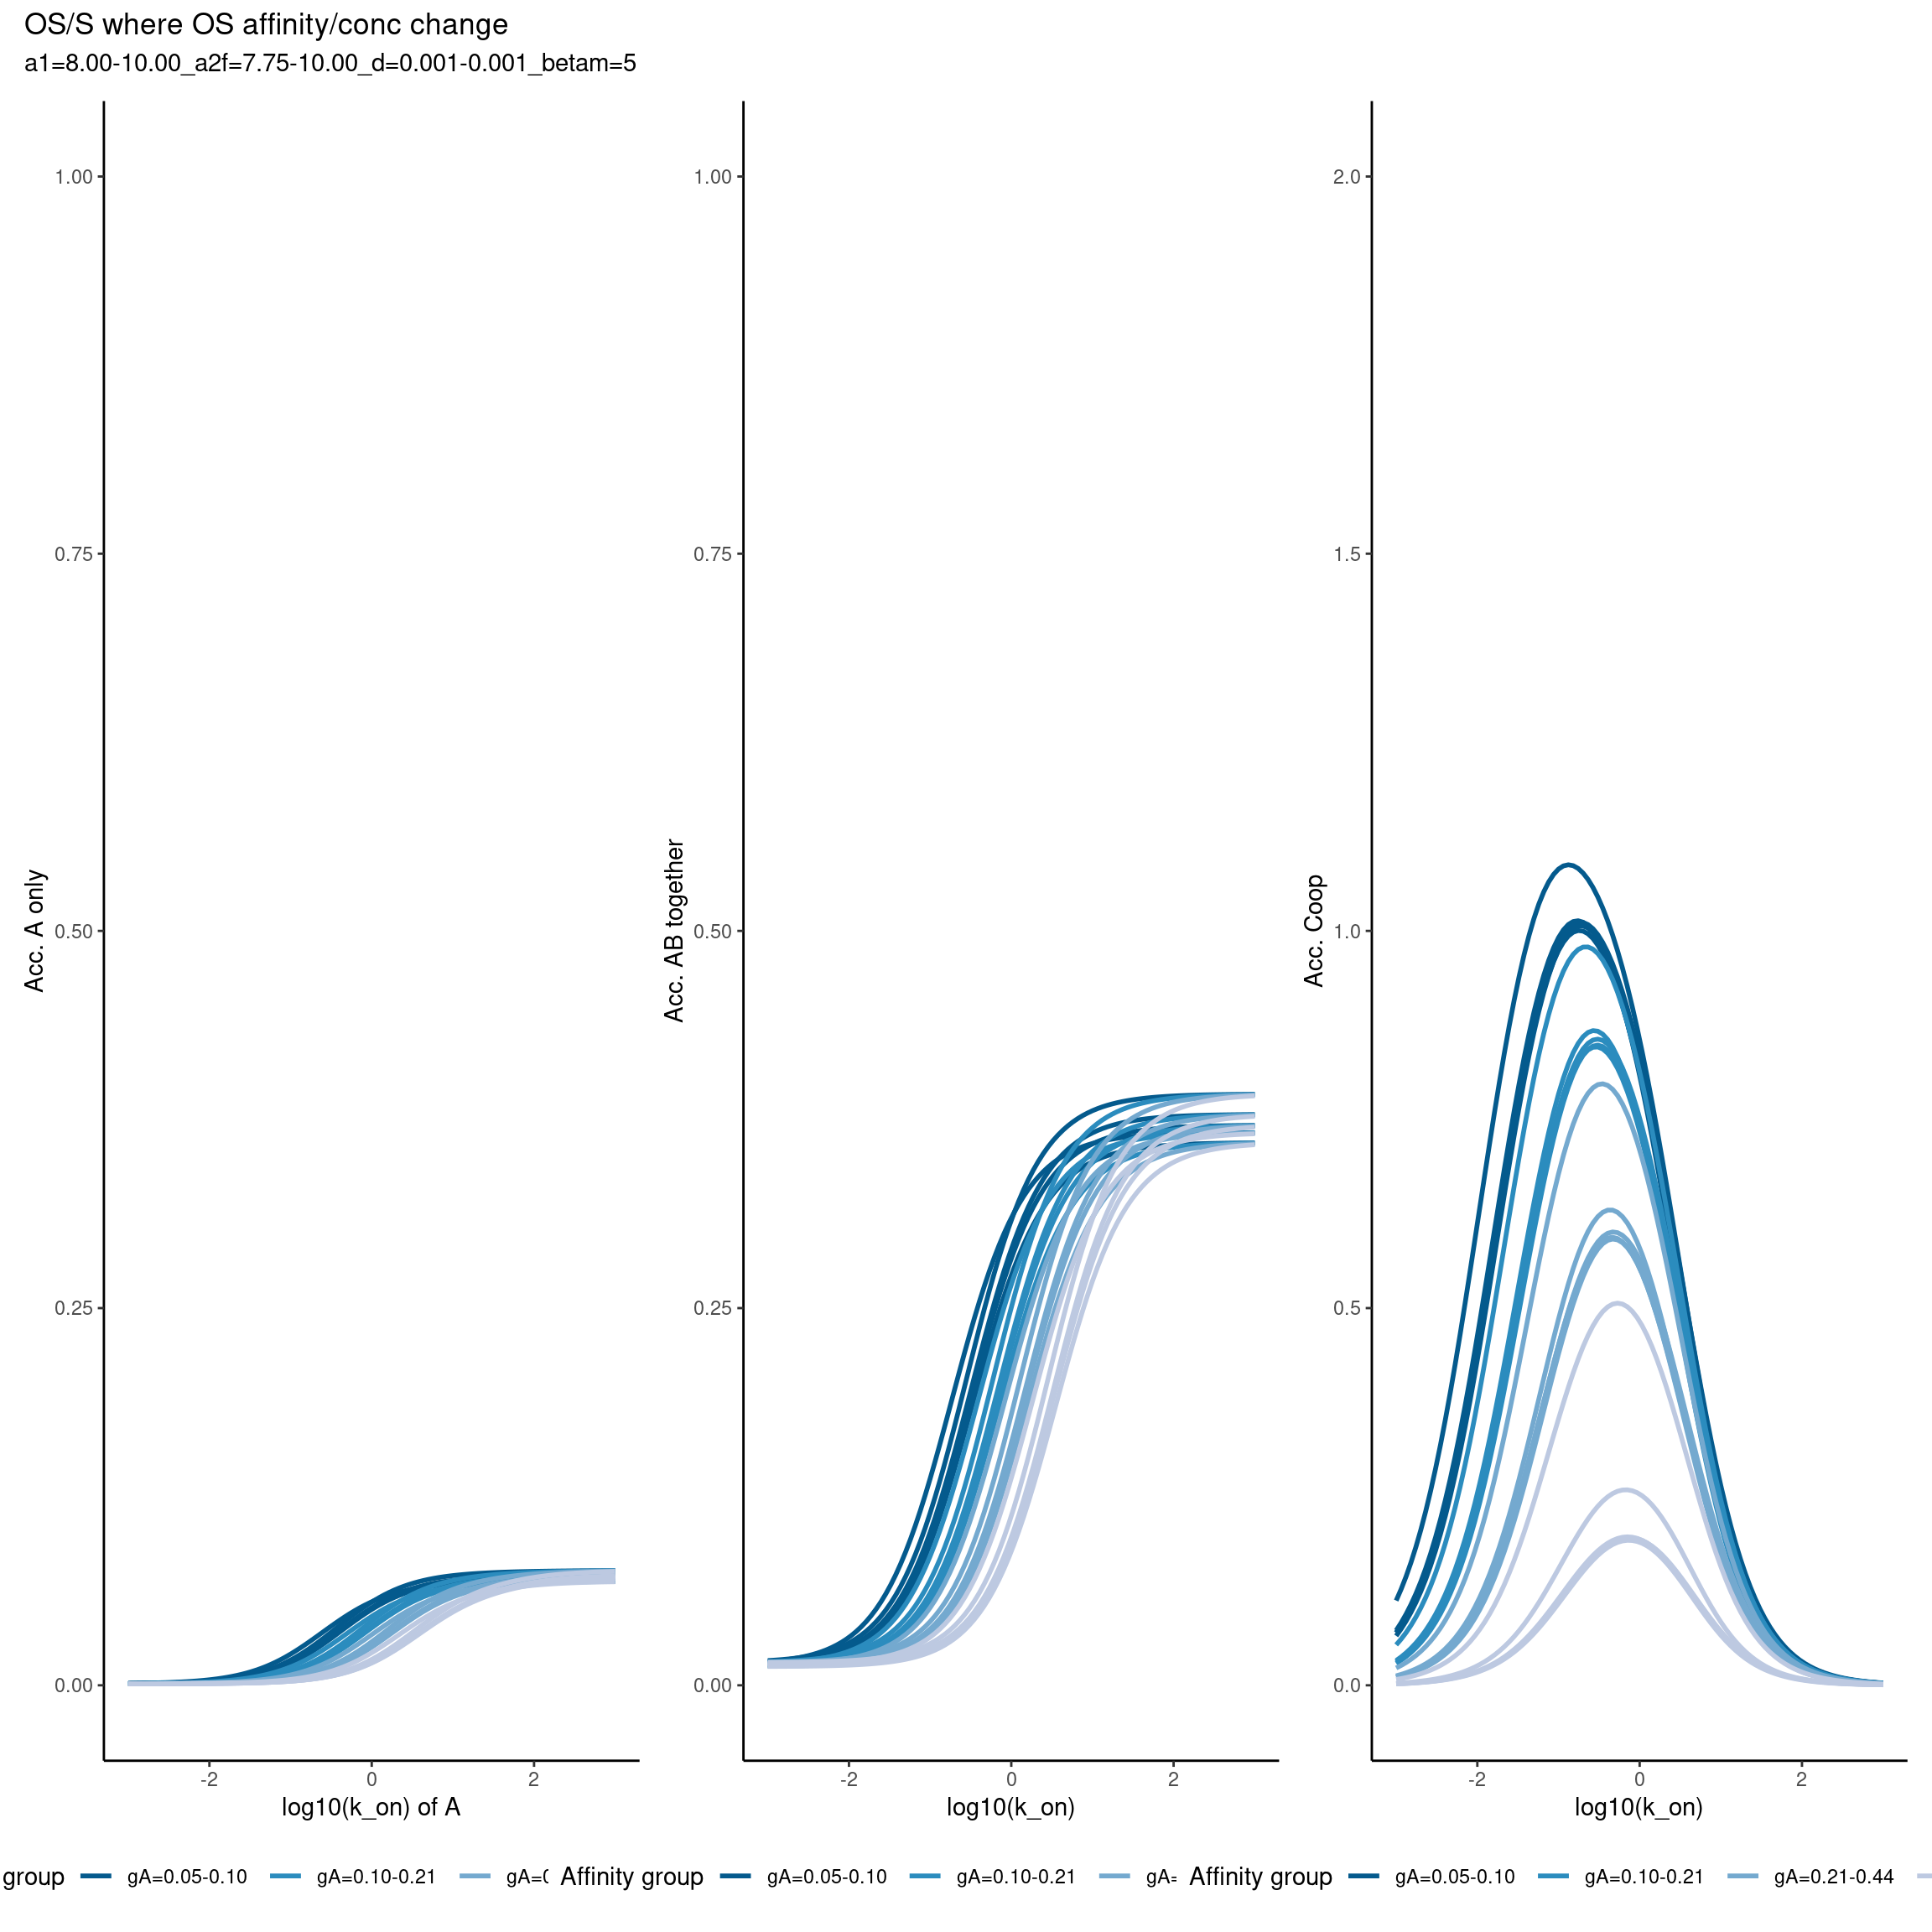 OS/S where OS affinity/conc change
a1=8.00-10.00_a2f=7.75-10.00_d=0.001-0.001_betam=5
Acc. A only
1.00
0.75
0.50
0.25
0.00
-2 0 2
log10(k_on) of A
Acc. AB together
1.00
0.75
0.50
0.25
0.00
-2 0 2
log10(k_on)
Acc. Coop
2.0
1.5
1.0
0.5
0.0
-2 0 2
log10(k_on)
group gA=0.05-0.10 gA=0.10-0.21 Affinity group gA=0.05-0.10 gA=0.10-0.21 gA= Affinity group gA=0.05-0.10 gA=0.10-0.21 gA=0.21-0.44